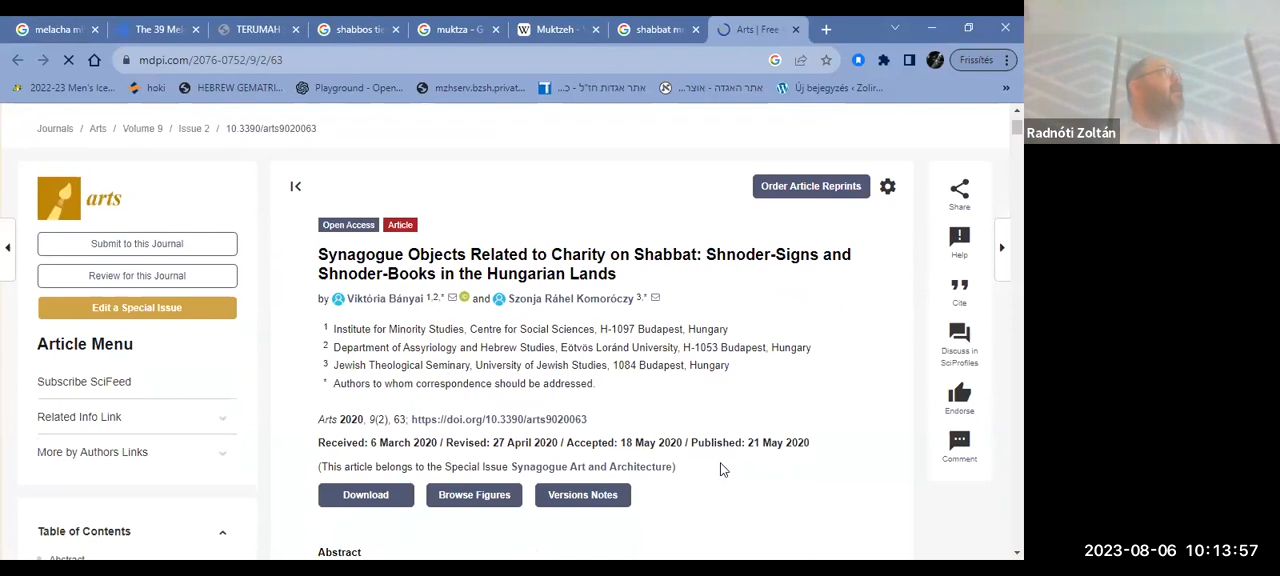 melacha m
The 39 Mel
TERUMAH
shabbos tie
muktza - G
Muktzeh - V
shabbat m
Arts | Free
mdpi.com/2076-0752/9/2/63
Frissítés
2022-23 Men's Ice...
hoki
HEBREW GEMATRI...
Playground - Open...
mzhserv.bzsh.privat...
אתר אגדות חז"ל - כ...
אתר האגדה - אוצר...
Új bejegyzés ‹ Zolir...
»
Radnóti Zoltán
Journals / Arts / Volume 9 / Issue 2 / 10.3390/arts9020063
arts
Submit to this Journal
Review for this Journal
Edit a Special Issue
Article Menu
Subscribe SciFeed
Related Info Link
More by Authors Links
Table of Contents
Abstract
Order Article Reprints
Open Access Article
Synagogue Objects Related to Charity on Shabbat: Shnoder-Signs and
Shnoder-Books in the Hungarian Lands
by Viktória Bányai 1,2,* and Szonja Ráhel Komoróczy 3,*
1 Institute for Minority Studies, Centre for Social Sciences, H-1097 Budapest, Hungary
2 Department of Assyriology and Hebrew Studies, Eötvös Loránd University, H-1053 Budapest, Hungary
3 Jewish Theological Seminary, University of Jewish Studies, 1084 Budapest, Hungary
* Authors to whom correspondence should be addressed.
Arts 2020, 9(2), 63; https://doi.org/10.3390/arts9020063
Received: 6 March 2020 / Revised: 27 April 2020 / Accepted: 18 May 2020 / Published: 21 May 2020
(This article belongs to the Special Issue Synagogue Art and Architecture)
Download
Browse Figures
Versions Notes
Abstract
Share
Help
Cite
Discuss in
SciProfiles
Endorse
Comment
2023-08-06 10:13:57